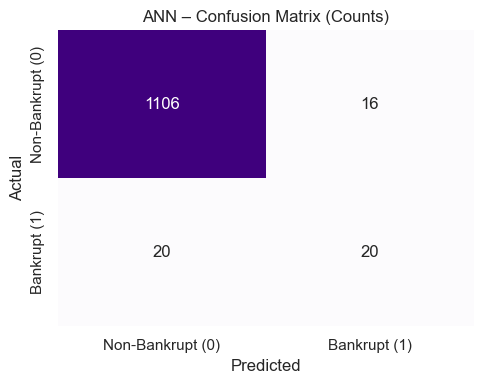 ANN – Confusion Matrix (Counts)
Actual
Non-Bankrupt (0)
1106
16
Bankrupt (1)
20
20
Non-Bankrupt (0)
Bankrupt (1)
Predicted